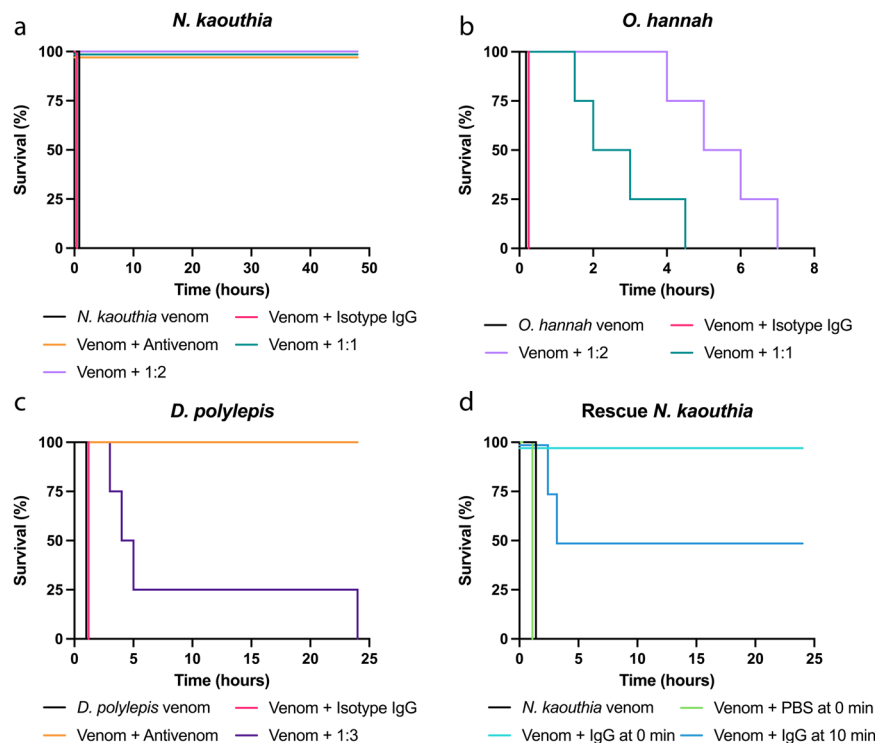 a
N. kaouthia
Survival (%)
100
75
50
25
0
0 10 20 30 40 50
Time (hours)
N. kaouthia venom
Venom + Isotype IgG
Venom + Antivenom
Venom + 1:1
Venom + 1:2
b
O. hannah
Survival (%)
100
75
50
25
0
0 2 4 6 8
Time (hours)
O. hannah venom
Venom + Isotype IgG
Venom + 1:2
Venom + 1:1
c
D. polylepis
Survival (%)
100
75
50
25
0
0 5 10 15 20 25
Time (hours)
D. polylepis venom
Venom + Isotype IgG
Venom + Antivenom
Venom + 1:3
d
Rescue N. kaouthia
Survival (%)
100
75
50
25
0
0 5 10 15 20 25
Time (hours)
N. kaouthia venom
Venom + PBS at 0 min
Venom + IgG at 0 min
Venom + IgG at 10 min